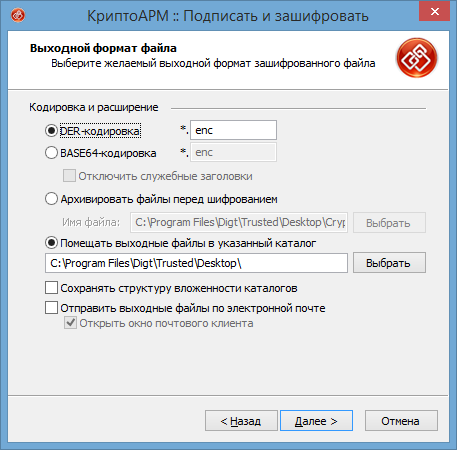 КриптоАРМ :: Подписать и зашифровать
Выходной формат файла
Выберите желаемый выходной формат зашифрованного файла
Кодировка и расширение
DER-кодировка *. enc
BASE64-кодировка *. enc
Отключить служебные заголовки
Архивировать файлы перед шифрованием
Имя файла: C:\Program Files\Digt\Trusted\Desktop\Cryp Выбрать
Помещать выходные файлы в указанный каталог
C:\Program Files\Digt\Trusted\Desktop\ Выбрать
Сохранять структуру вложенности каталогов
Отправить выходные файлы по электронной почте
Открыть окно почтового клиента
< Назад Далее > Отмена